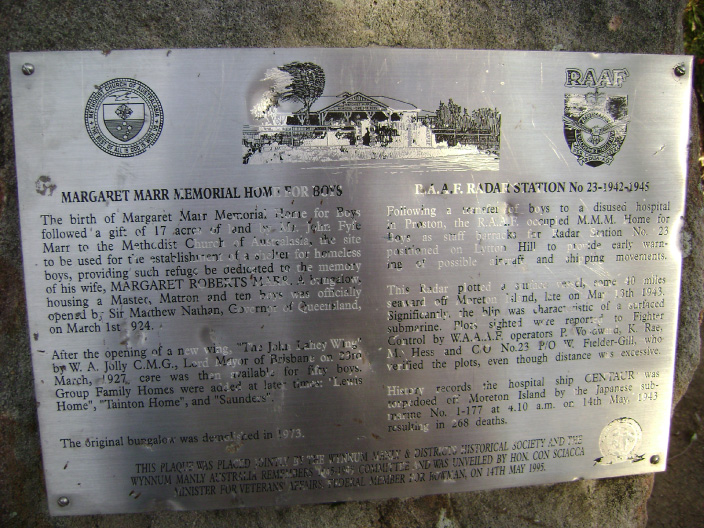 RAAF
MARGARET MARR MEMORIAL HOME FOR BOYS
The birth of Margaret Marr Memorial Home for Boys
followed a gift of 17 acres of land by Mr. John Fyfe
Marr to the Methodist Church of Australasia, the site
to be used for the establishment of a for homeless
boys, providing such refuge be dedicated to the memory
of his wife, MARGARET ROBERTS MARR. A bungalow
housing a Master, Matron and ten boys was officially
opened by Sir Matthew Nathan, Governor of Queensland,
on March 1st 1924.
After the opening of a new wing, "The John Wing"
by W. A. Jolly C.M.G., Lord Mayor of Brisbane on 23rd
March, 1927, care was then available for fifty boys.
Group Family Homes were added at later "Lewis
Home", "Tainton Home", and "Saunders".
The original bungalow was demolished in 1973.
R.A.A.F. RADAR STATION No 23-1942-1945
Following a transfer of boys to a disused hospital
in Preston, the R.A.A.F. occupied M.M.M. Home for
Boys as staff barracks for Radar Station No. 23
positioned on Lytton Hill to provide early warn-
ing of possible aircraft and shipping movements.
This Radar plotted a surface vessel, some 40 miles
seaward off Moreton Island, late on May 13th 1943.
Significantly, the blip was characteristic of a surfaced
submarine. Plots sighted were reported to Fighter
Control by W.A.A.A.F. operators P. K. Rae,
M. Hess and C.O No.23 P/O W. Fielder-Gill, who
verified the plots, even though distance was excessive.
History records the hospital ship CENTAUR was
torpedoed off Moreton Island by the Japanese sub-
marine No. 1-177 at 4.10 a.m. on 14th May, 1943
resulting in 268 deaths.
THIS PLAQUE WAS PLACED JOINTLY BY THE WYNNUM MANLY & DISTRICTS HISTORICAL SOCIETY AND THE
WYNNUM MANLY AUSTRALIA REMEMBERS COMMITTEE AND WAS UNVEILED BY HON. CON SCIACCA
MINISTER FOR VETERANS AFFAIRS, FEDERAL MEMBER FOR BOWMAN, ON 14TH MAY 1995.